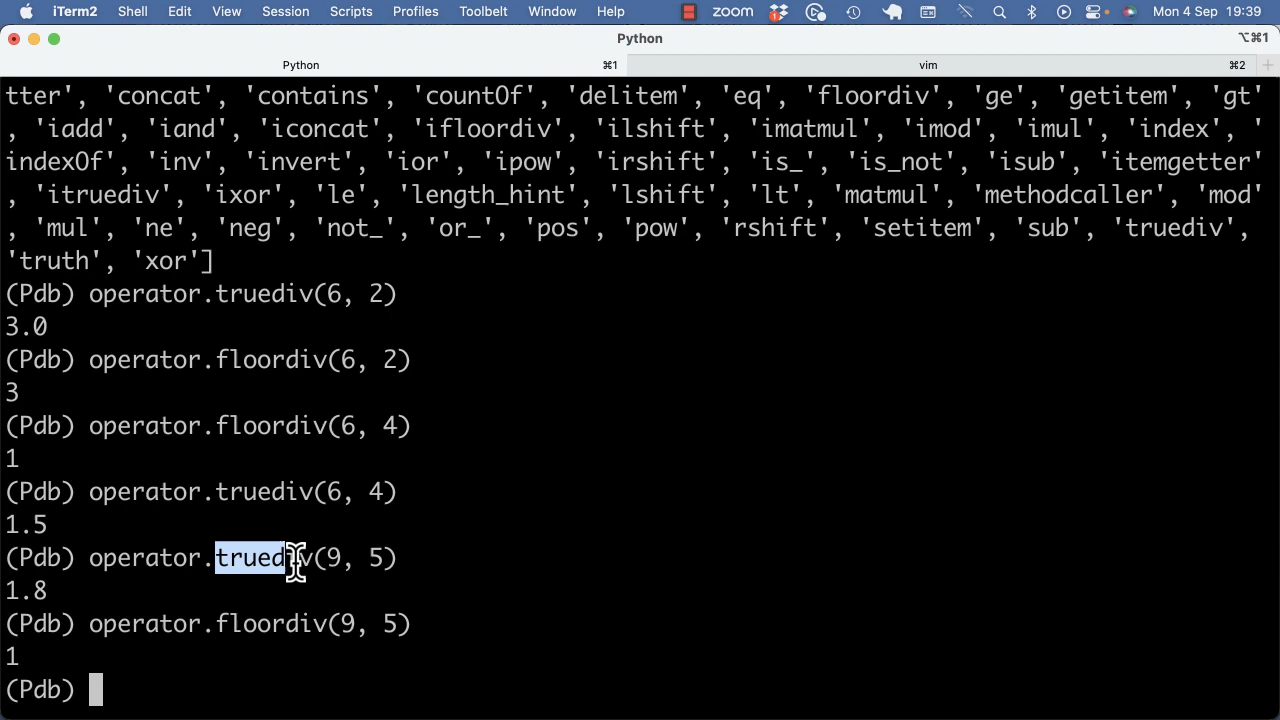 iTerm2 Shell Edit View Session Scripts Profiles Toolbelt Window Help zoom 1 Mon 4 Sep 19:39
Python ⌥⌘1
Python ⌘1 vim ⌘2 +
tter', 'concat', 'contains', 'countOf', 'delitem', 'eq', 'floordiv', 'ge', 'getitem', 'gt'
, 'iadd', 'iand', 'iconcat', 'ifloordiv', 'ilshift', 'imatmul', 'imod', 'imul', 'index', '
indexOf', 'inv', 'invert', 'ior', 'ipow', 'irshift', 'is_', 'is_not', 'isub', 'itemgetter'
, 'itruediv', 'ixor', 'le', 'length_hint', 'lshift', 'lt', 'matmul', 'methodcaller', 'mod'
, 'mul', 'ne', 'neg', 'not_', 'or_', 'pos', 'pow', 'rshift', 'setitem', 'sub', 'truediv',
'truth', 'xor']
(Pdb) operator.truediv(6, 2)
3.0
(Pdb) operator.floordiv(6, 2)
3
(Pdb) operator.floordiv(6, 4)
1
(Pdb) operator.truediv(6, 4)
1.5
(Pdb) operator.truediv(9, 5)
1.8
(Pdb) operator.floordiv(9, 5)
1
(Pdb)